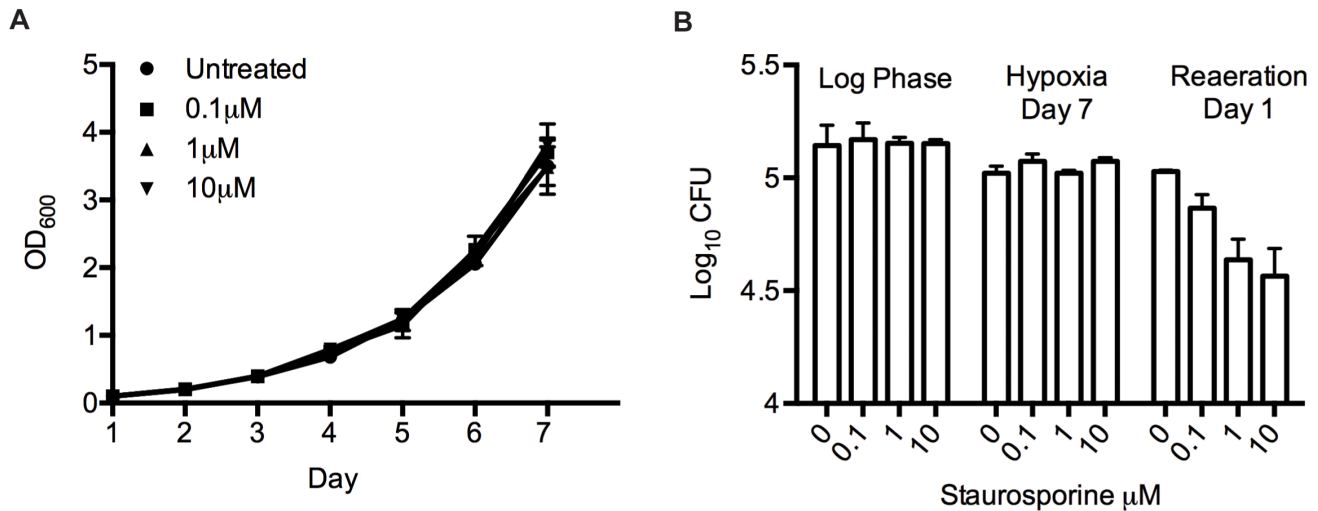 A
5
4
3
2
1
0
OD600
Untreated
0.1μM
1μM
10μM
1 2 3 4 5 6 7
Day
B
5.5
5
4.5
4
Log10 CFU
Log Phase
Hypoxia
Day 7
Reaeration
Day 1
0 0.1 1 10 0 0.1 1 10 0 0.1 1 10
Staurosporine μM